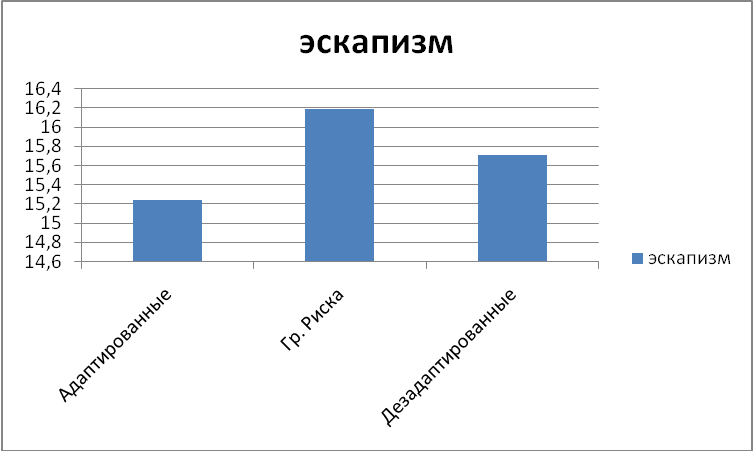 эскапизм
16,4
16,2
16
15,8
15,6
15,4
15,2
15
14,8
14,6
эскапизм
Адаптированные
Гр. Риска
Дезадаптированные